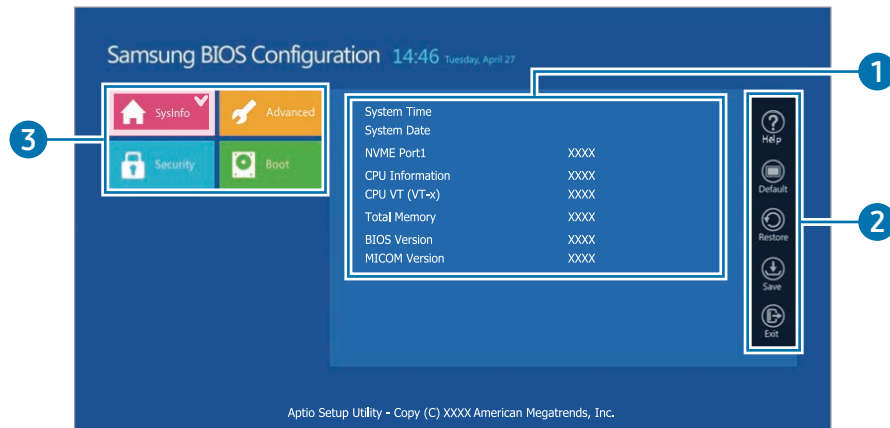 Samsung BIOS Configuration 14:46 Tuesday, April 27
1
SysInfo Advanced
Security Boot
3
System Time
System Date
NVME Port1 XXXX
CPU Information XXXX
CPU VT (VT-x) XXXX
Total Memory XXXX
BIOS Version XXXX
MICOM Version XXXX
Help
Default
Restore
Save
Exit
2
Aptio Setup Utility - Copy (C) XXXX American Megatrends, Inc.